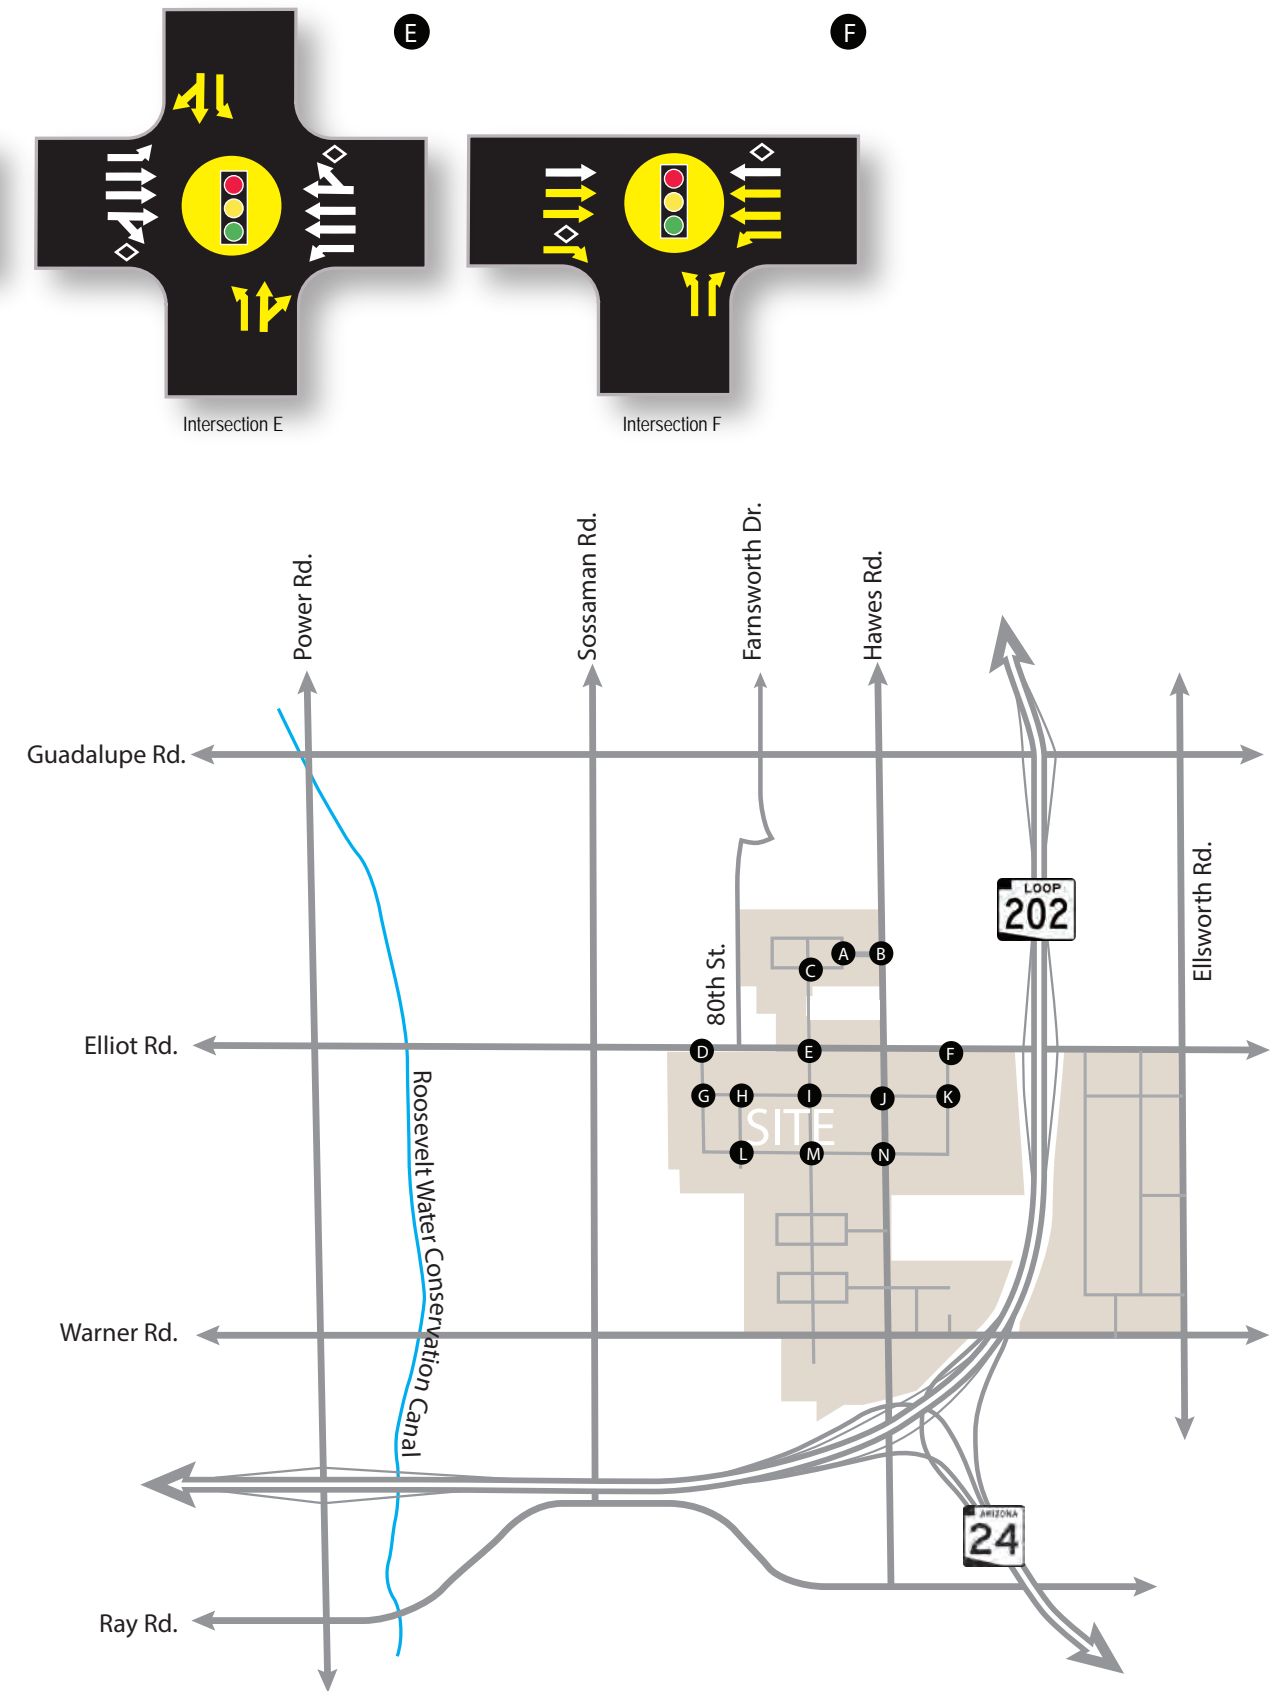 E
F
Intersection E
Intersection F
Power Rd.
Sossaman Rd.
Farnsworth Dr.
Hawes Rd.
Guadalupe Rd.
LOOP
202
Ellsworth Rd.
80th St.
A
B
C
Elliot Rd.
D
E
F
G
H
I
J
K
SITE
L
M
N
Roosevelt Water Conservation Canal
Warner Rd.
ARIZONA
24
Ray Rd.